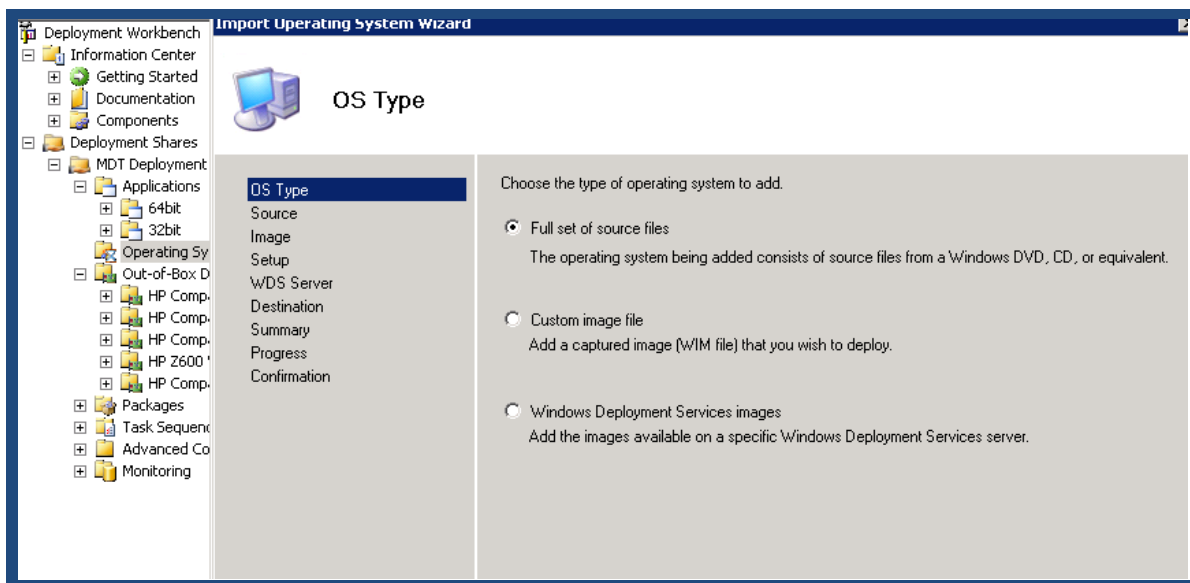 Deployment Workbench
Information Center
Getting Started
Documentation
Components
Deployment Shares
MDT Deployment
Applications
64bit
32bit
Operating Sy
Out-of-Box D
HP Comp
HP Comp
HP Comp
HP Z600
HP Comp
Packages
Task Sequenc
Advanced Co
Monitoring
Import Operating System Wizard
OS Type
OS Type
Source
Image
Setup
WDS Server
Destination
Summary
Progress
Confirmation
Choose the type of operating system to add.
Full set of source files
The operating system being added consists of source files from a Windows DVD, CD, or equivalent.
Custom image file
Add a captured image (WIM file) that you wish to deploy.
Windows Deployment Services images
Add the images available on a specific Windows Deployment Services server.